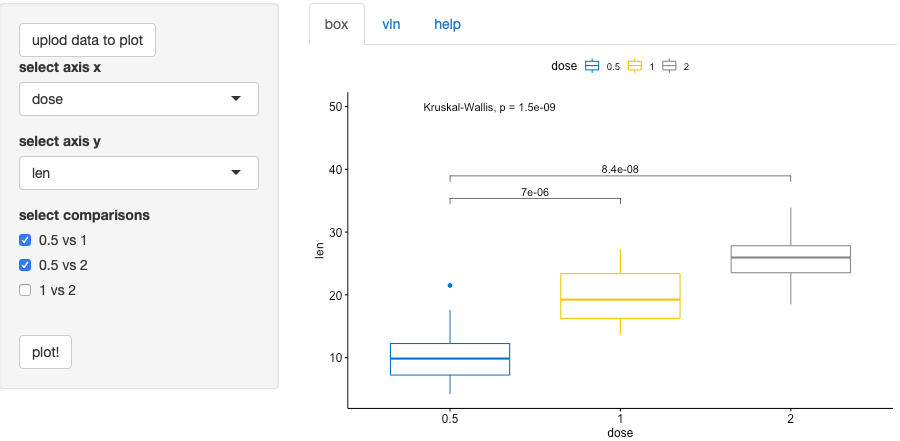 uplod data to plot
select axis x
dose
select axis y
len
select comparisons
0.5 vs 1
0.5 vs 2
1 vs 2
plot!
box
vln
help
dose 0.5 1 2
Kruskal-Wallis, p = 1.5e-09
8.4e-08
7e-06
50
40
30
20
10
len
0.5 1 2
dose